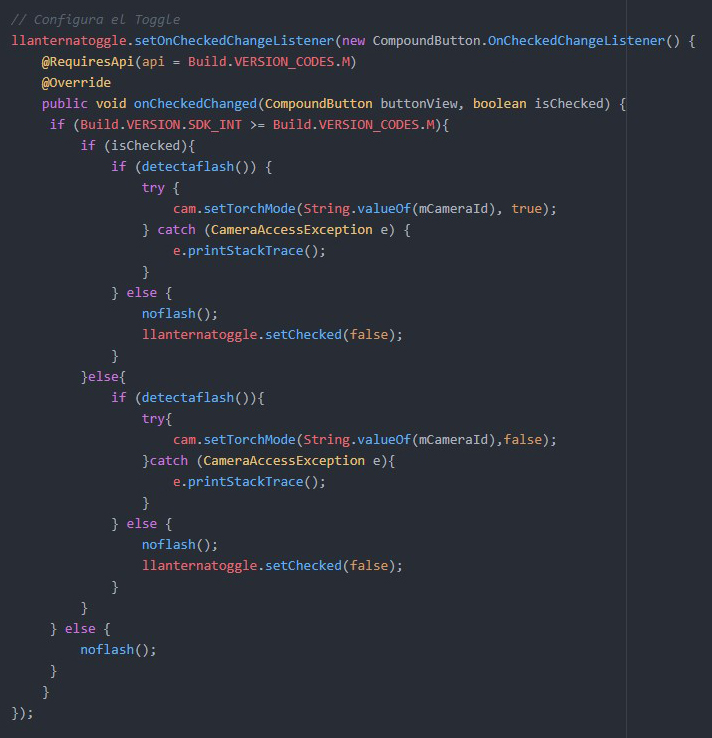 // Configura el Toggle
llanternatoggle.setOnCheckedChangeListener(new CompoundButton.OnCheckedChangeListener() {
    @RequiresApi(api = Build.VERSION_CODES.M)
    @Override
    public void onCheckedChanged(CompoundButton buttonView, boolean isChecked) {
     if (Build.VERSION.SDK_INT >= Build.VERSION_CODES.M){
         if (isChecked){
             if (detectaflash()) {
                 try {
                     cam.setTorchMode(String.valueOf(mCameraId), true);
                 } catch (CameraAccessException e) {
                     e.printStackTrace();
                 }
             } else {
                 noflash();
                 llanternatoggle.setChecked(false);
             }
         }else{
             if (detectaflash()){
                 try{
                     cam.setTorchMode(String.valueOf(mCameraId),false);
                 }catch (CameraAccessException e){
                     e.printStackTrace();
                 }
             } else {
                 noflash();
                 llanternatoggle.setChecked(false);
             }
         }
     } else {
         noflash();
     }
    }
});